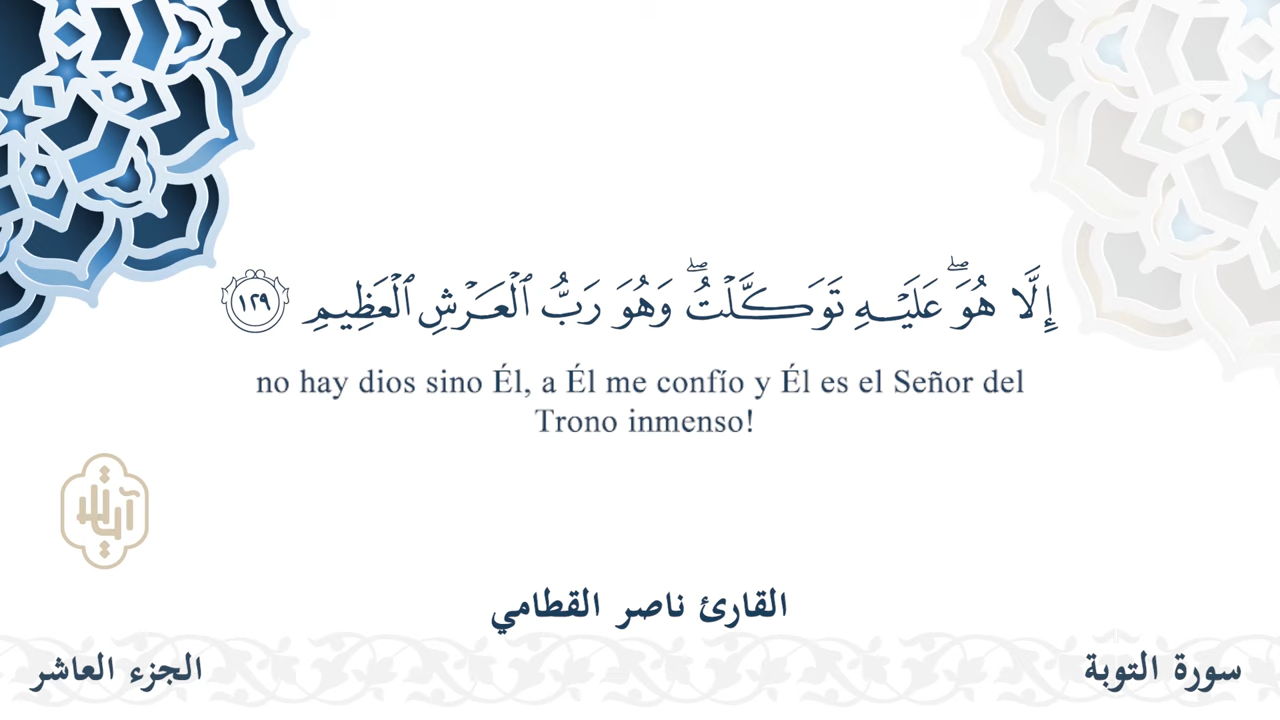 إِلَّا هُوَۖ عَلَيۡهِ تَوَكَّلۡتُۖ وَهُوَ رَبُّ ٱلۡعَرۡشِ ٱلۡعَظِيمِ ١٢٩
no hay dios sino Él, a Él me confío y Él es el Señor del
Trono inmenso!
القارئ ناصر القطامي
سورة التوبة
الجزء العاشر